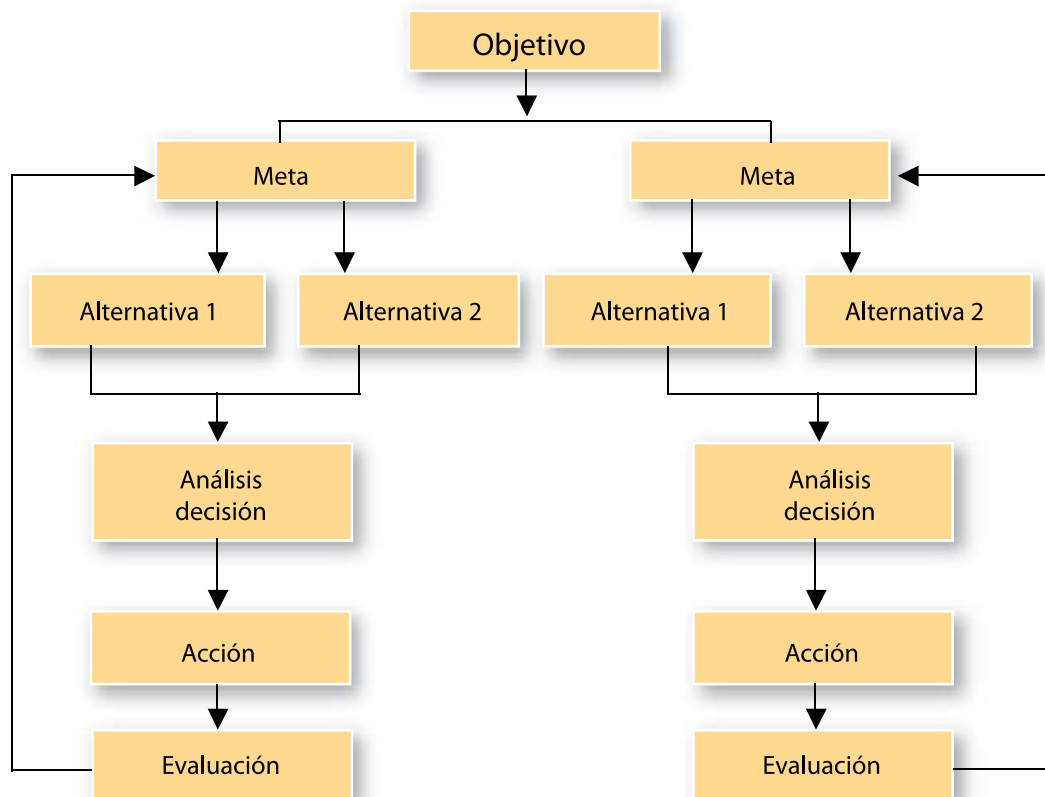 Objetivo
Meta
Meta
Alternativa 1
Alternativa 2
Alternativa 1
Alternativa 2
Análisis
decisión
Análisis
decisión
Acción
Acción
Evaluación
Evaluación